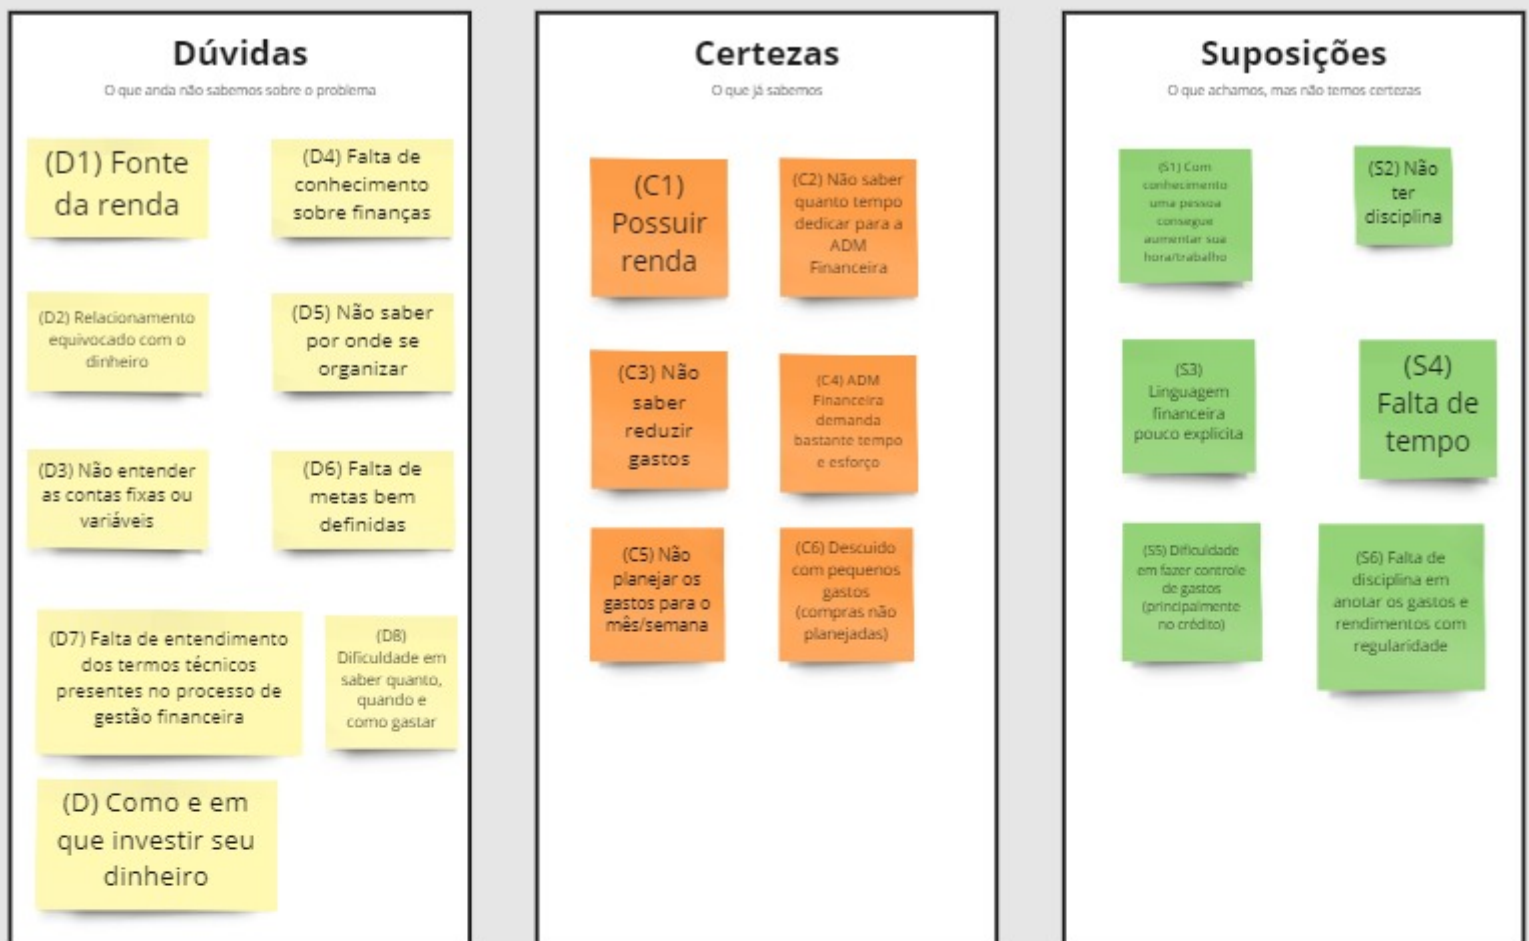 Dúvidas
O que anda não sabemos sobre o problema
(D1) Fonte
da renda
(D4) Falta de
conhecimento
sobre finanças
(D2) Relacionamento
equivocado com o
dinheiro
(D5) Não saber
por onde se
organizar
(D3) Não entender
as contas fixas ou
variáveis
(D6) Falta de
metas bem
definidas
(D7) Falta de entendimento
dos termos técnicos
presentes no processo de
gestão financeira
(D8)
Dificuldade em
saber quanto,
quando e
como gastar
(D) Como e em
que investir seu
dinheiro
Certezas
O que já sabemos
(C1)
Possuir
renda
(C2) Não saber
quanto tempo
dedicar para a
ADM
Financeira
(C3) Não
saber
reduzir
gastos
(C4) ADM
Financeira
demanda
bastante tempo
e esforço
(C5) Não
planejar os
gastos para o
mês/semana
(C6) Descuido
com pequenos
gastos
(compras não
planejadas)
Suposições
O que achamos, mas não temos certezas
(S1) Com
conhecimento
uma pessoa
consegue
aumentar sua
hora/trabalho
(S2) Não
ter
disciplina
(S3)
Linguagem
financeira
pouco explícita
(S4)
Falta de
tempo
(S5) Dificuldade
em fazer controle
de gastos
(principalmente
no crédito)
(S6) Falta de
disciplina em
anotar os gastos e
rendimentos com
regularidade